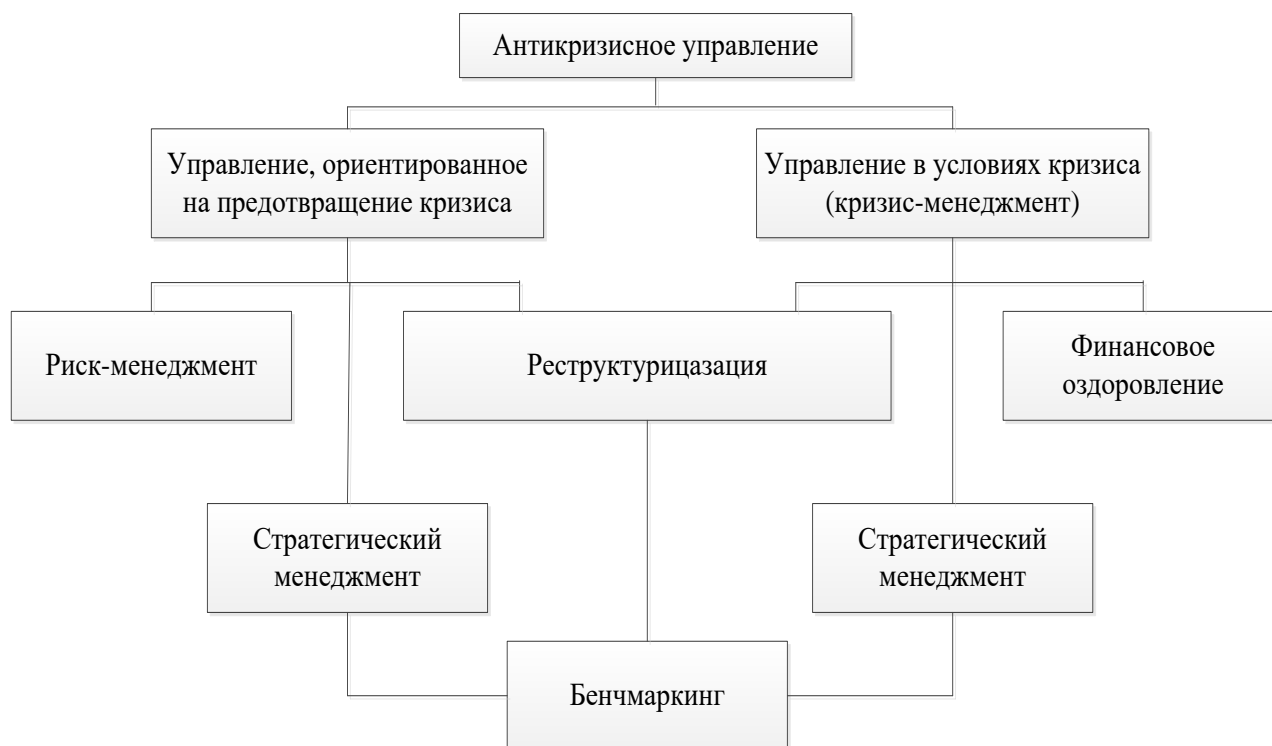 Антикризисное управление
Управление, ориентированное
на предотвращение кризиса
Управление в условиях кризиса
(кризис-менеджмент)
Риск-менеджмент
Реструктурицазация
Финансовое
оздоровление
Стратегический
менеджмент
Стратегический
менеджмент
Бенчмаркинг